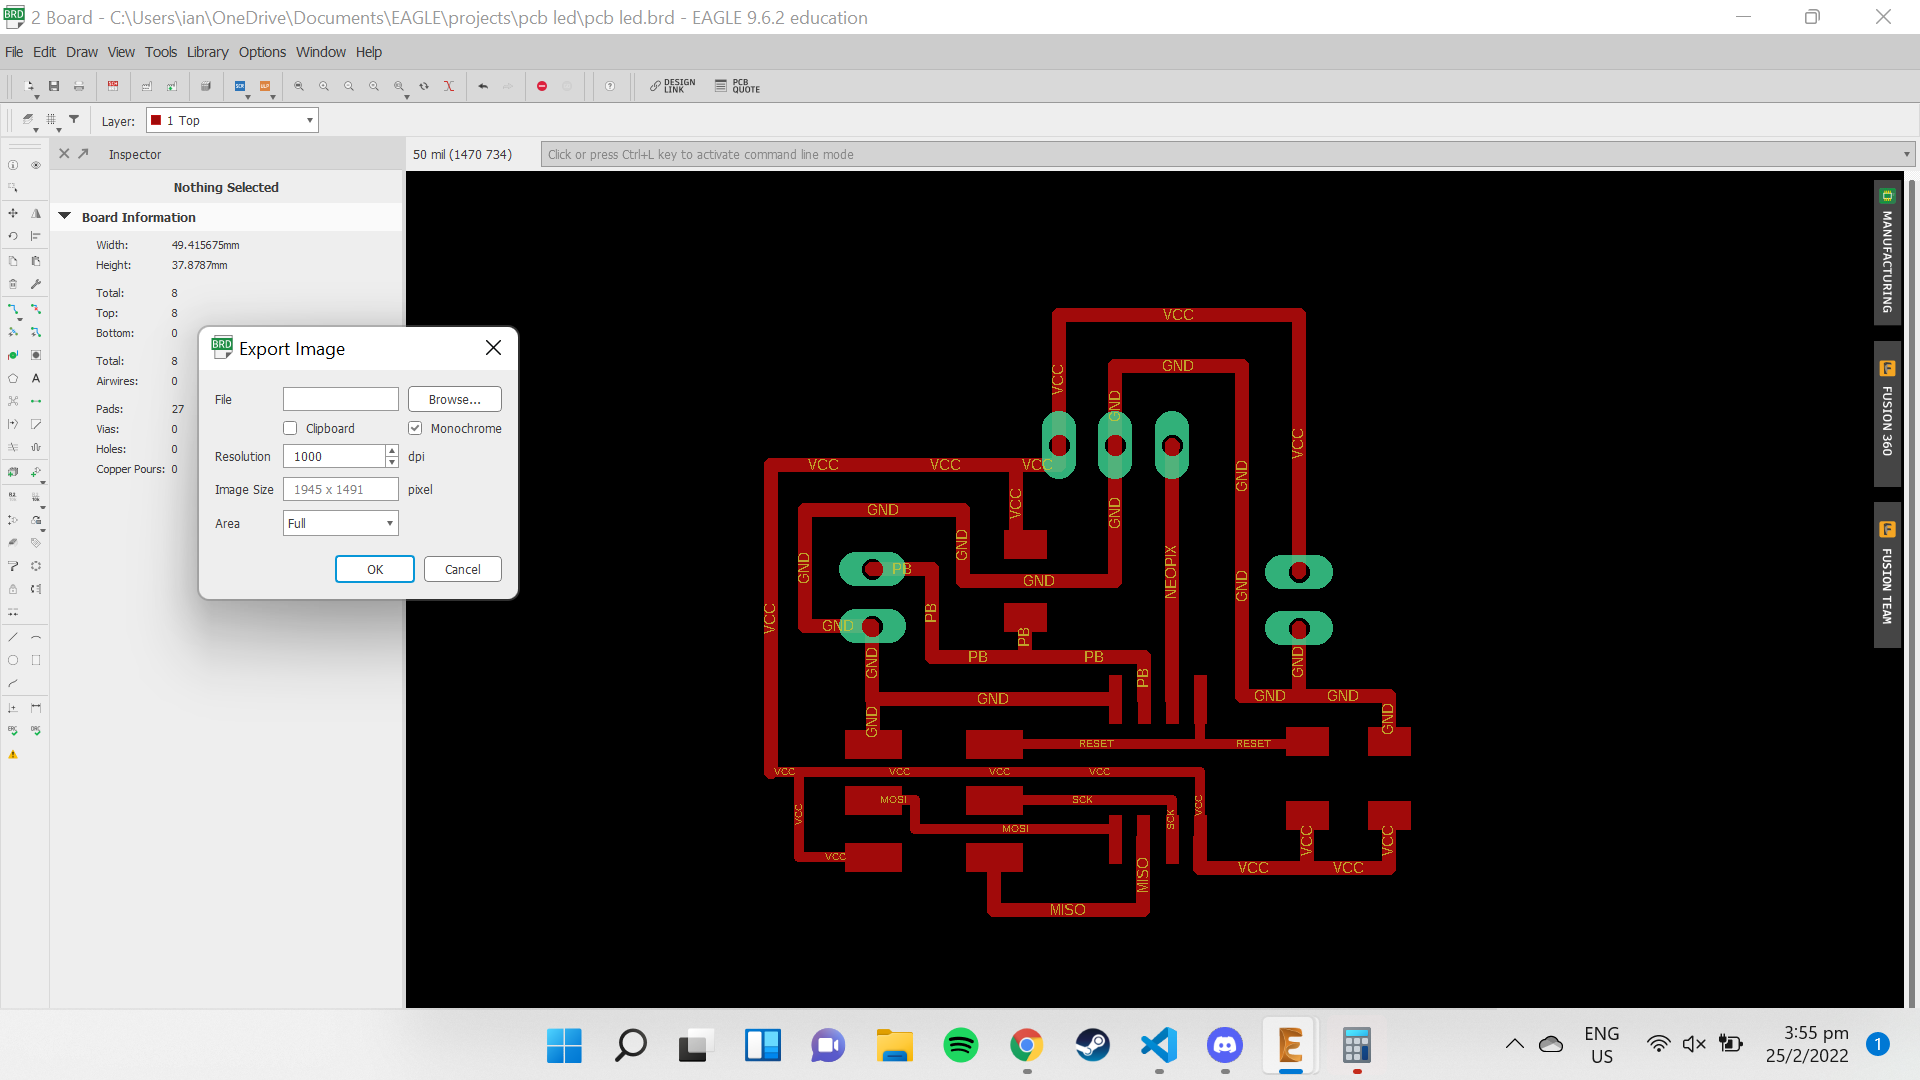 2 Board - C:\Users\ian\OneDrive\Documents\EAGLE\projects\pcb led\pcb led.brd - EAGLE 9.6.2 education
File Edit Draw View Tools Library Options Window Help
DESIGN LINK
PCB QUOTE
Layer: 1 Top
Inspector
50 mil (1470 734)
Click or press Ctrl+L key to activate command line mode
Nothing Selected
Board Information
Width: 49.415675mm
Height: 37.8787mm
Total: 8
Top: 8
Bottom: 0
Total: 8
Airwires: 0
Pads: 27
Vias: 0
Holes: 0
Copper Pours: 0
BRD
Export Image
File
Browse...
Clipboard
Monochrome
Resolution 1000 dpi
Image Size 1945 x 1491 pixel
Area Full
OK
Cancel
VCC
VCC
GND
GND
VCC
VCC
VCC
VCC
GND
VCC
GND
GND
GND
GND
NEOPIX
GND
PB
GND
GND
VCC
PB
GND
PB
GND
PB
PB
PB
GND
GND
GND
GND
GND
GND
GND
RESET
RESET
VCC
VCC
VCC
VCC
MOSI
SCK
VCC
VCC
SCK
MOSI
VCC
VCC
VCC
VCC
VCC
MISO
MISO
MANUFACTURING
FUSION 360
FUSION TEAM
ENG
US
3:55 pm
25/2/2022
1